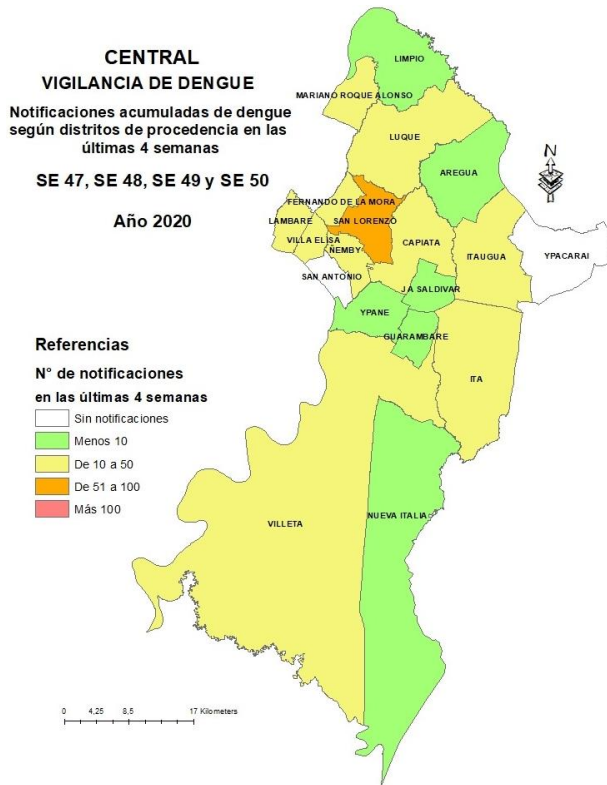 CENTRAL
VIGILANCIA DE DENGUE
Notificaciones acumuladas de dengue
según distritos de procedencia en las
últimas 4 semanas
SE 47, SE 48, SE 49 y SE 50
Año 2020
LIMPIO
MARIANO ROQUE ALONSO
LUQUE
N
AREGUA
FERNANDO DE LA MORA
LAMBARE
SAN LORENZO
VILLA ELISA
CAPIATA
ÑEMBY
ITAUGUA
YPACARAI
SAN ANTONIO
JA SALDIVAR
YPANE
GUARAMBARE
ITA
VILLETA
NUEVA ITALIA
Referencias
N° de notificaciones
en las últimas 4 semanas
Sin notificaciones
Menos 10
De 10 a 50
De 51 a 100
Más 100
0 4,25 8,5 17 Kilometers